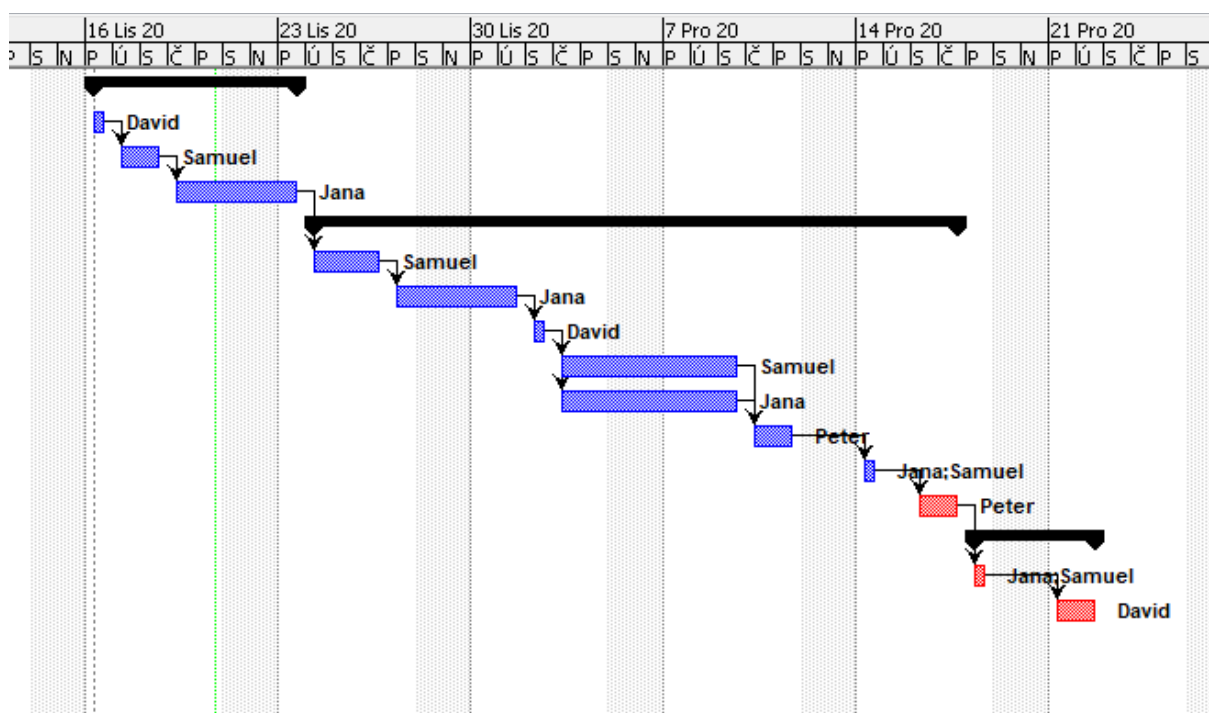 16 Lis 20 23 Lis 20 30 Lis 20 7 Pro 20 14 Pro 20 21 Pro 20
P S N P Ú S Č P S N P Ú S Č P S N P Ú S Č P S N P Ú S Č P S N P Ú S Č P S N P Ú S Č P S
David
Samuel
Jana
Samuel
Jana
David
Samuel
Jana
Peter
Jana;Samuel
Peter
Jana;Samuel
David